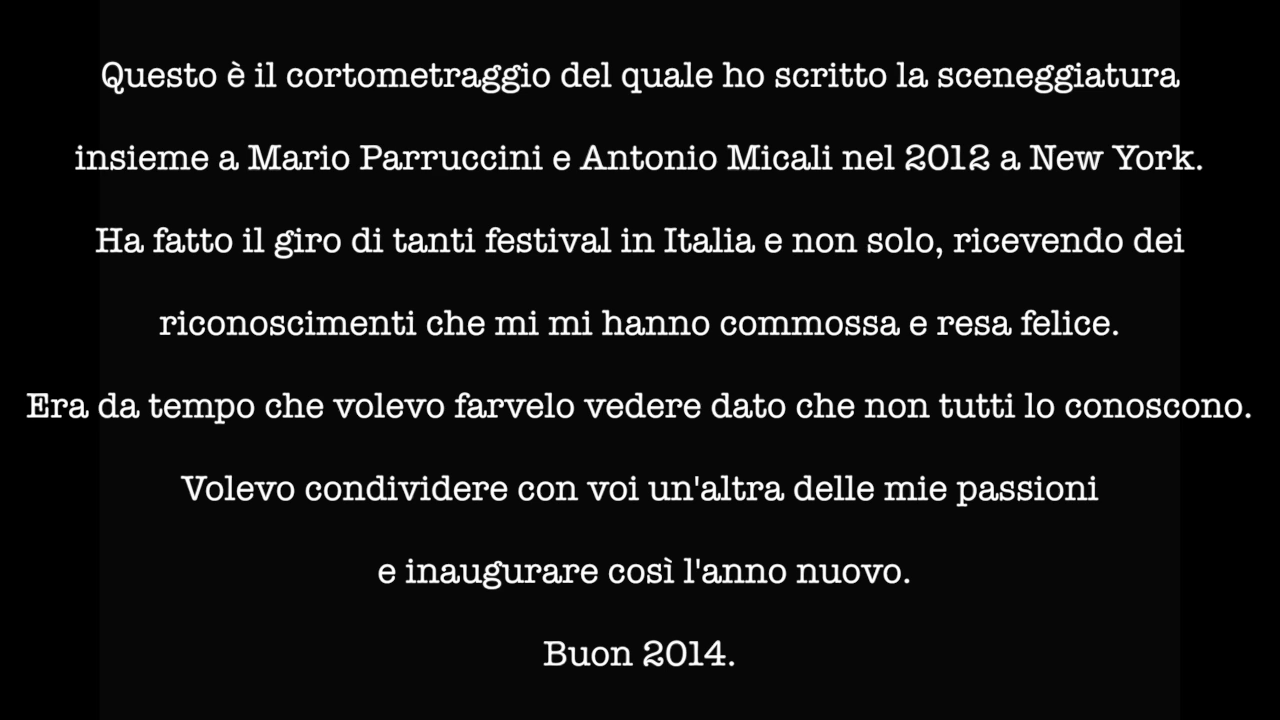 Questo è il cortometraggio del quale ho scritto la sceneggiatura
insieme a Mario Parruccini e Antonio Micali nel 2012 a New York.
Ha fatto il giro di tanti festival in Italia e non solo, ricevendo dei
riconoscimenti che mi mi hanno commossa e resa felice.
Era da tempo che volevo farvelo vedere dato che non tutti lo conoscono.
Volevo condividere con voi un'altra delle mie passioni
e inaugurare così l'anno nuovo.
Buon 2014.